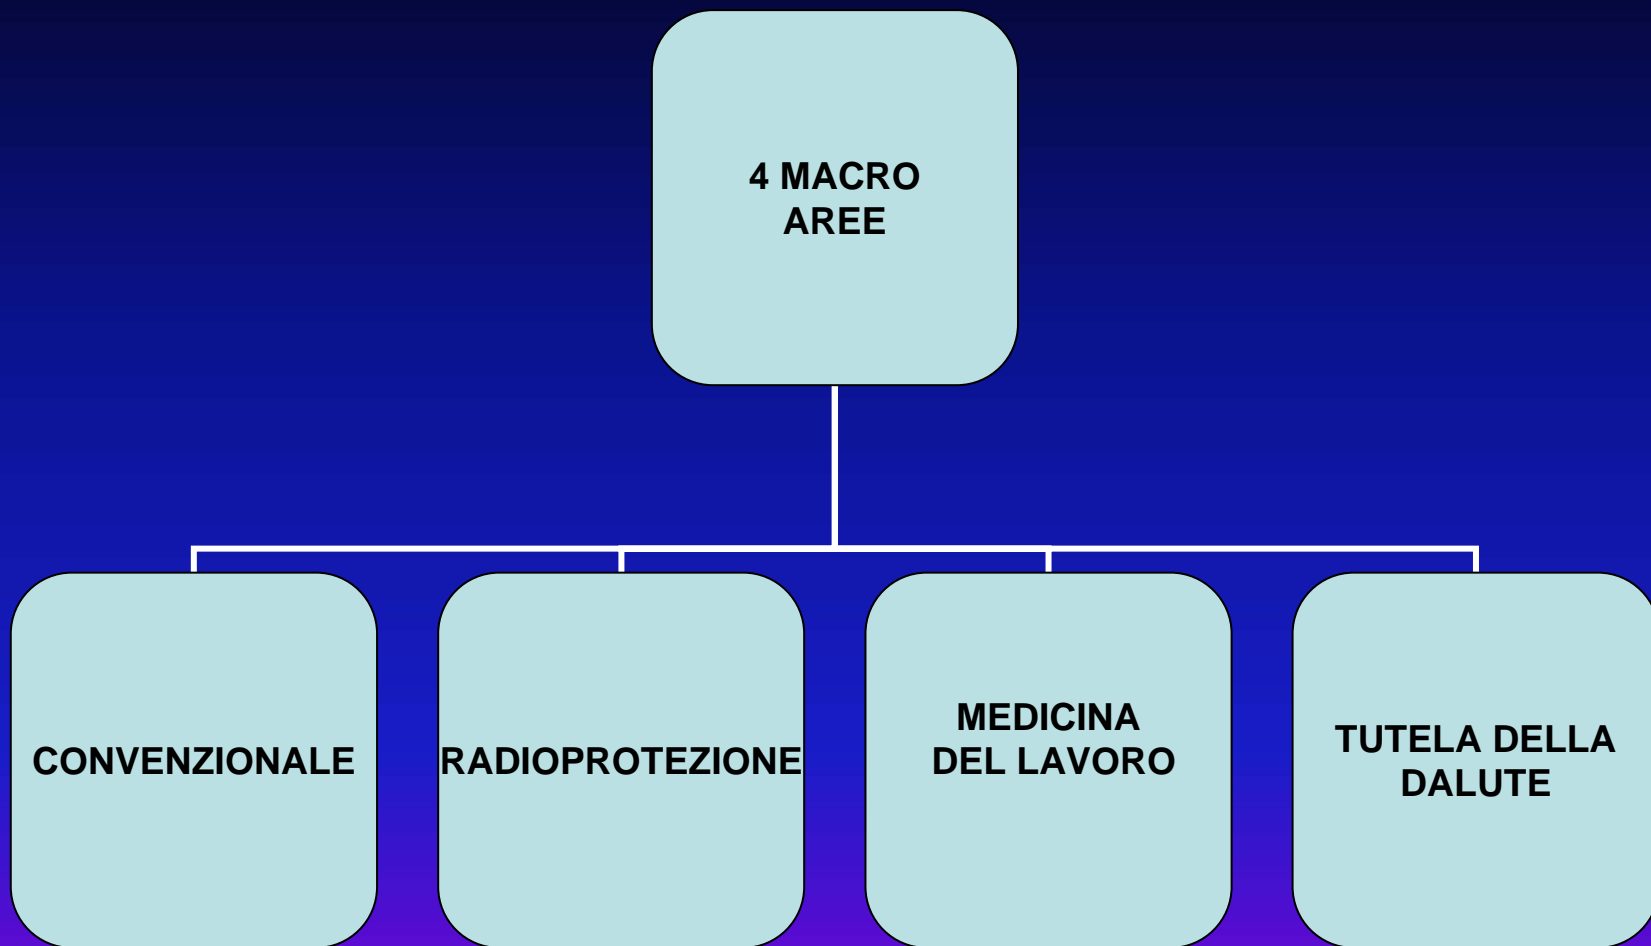 4 MACRO
AREE
CONVENZIONALE
RADIOPROTEZIONE
MEDICINA
DEL LAVORO
TUTELA DELLA
DALUTE